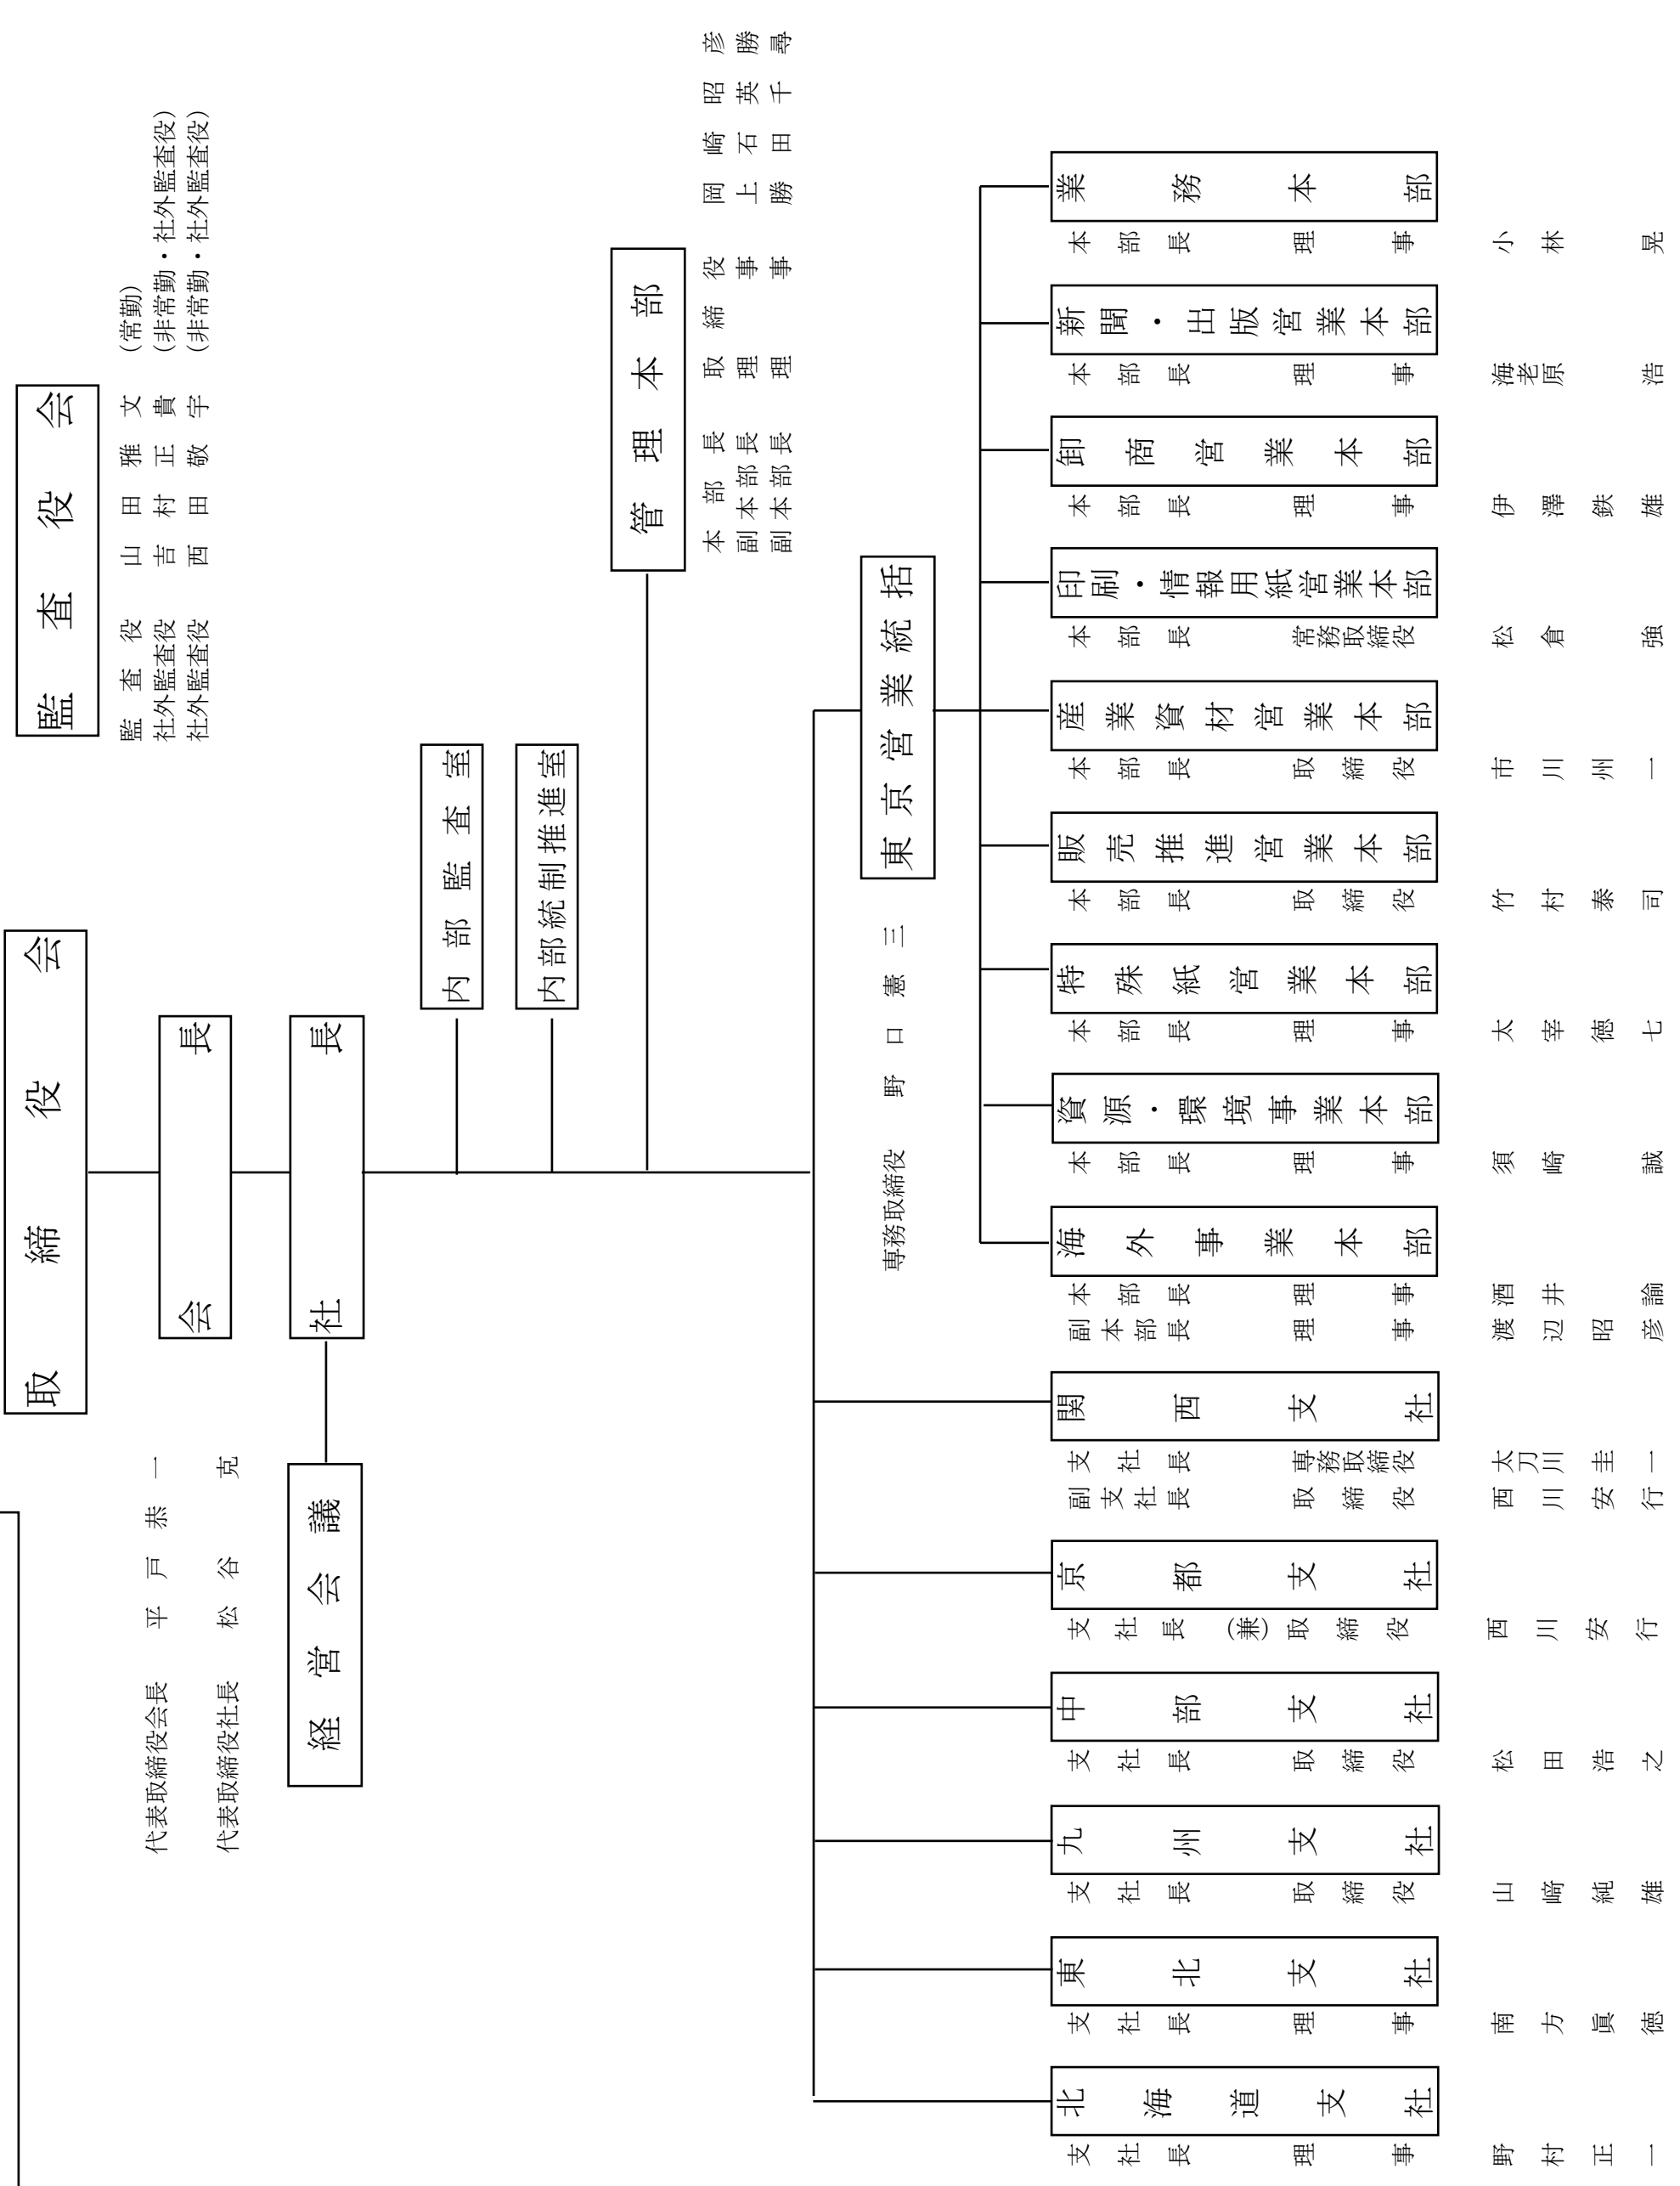 取締役会
監査役会
監査役 山田雅文 (常勤)
社外監査役 吉村正貴 (非常勤・社外監査役)
社外監査役 西田敬宇 (非常勤・社外監査役)
会長
代表取締役会長 平戸恭一
社長
代表取締役社長 松谷克
経営会議
内部監査室
内部統制推進室
管理本部
本部長 取締役 岡崎昭彦
副本部長 理事 上石英勝
副本部長 理事 勝田千尋
東京営業統括
専務取締役 野口憲三
業務本部
本部長 理事 小林晃
新聞・出版営業本部
本部長 理事 海老原浩
卸商営業本部
本部長 理事 伊澤鉄雄
印刷・情報用紙営業本部
本部長 常務取締役 松倉強
産業資材営業本部
本部長 取締役 市川州一
販売推進営業本部
本部長 取締役 竹村泰司
特殊紙営業本部
本部長 理事 太宰徳七
資源・環境事業本部
本部長 理事 須崎誠
海外事業本部
本部長 理事 酒井諭
副本部長 理事 渡辺昭彦
関西支社
支社長 専務取締役 太刀川圭一
副支社長 取締役 西川安行
京都支社
支社長 (兼)取締役 西川安行
中部支社
支社長 取締役 松田浩之
九州支社
支社長 取締役 山﨑純雄
東北支社
支社長 理事 南方眞徳
北海道支社
支社長 理事 野村正一